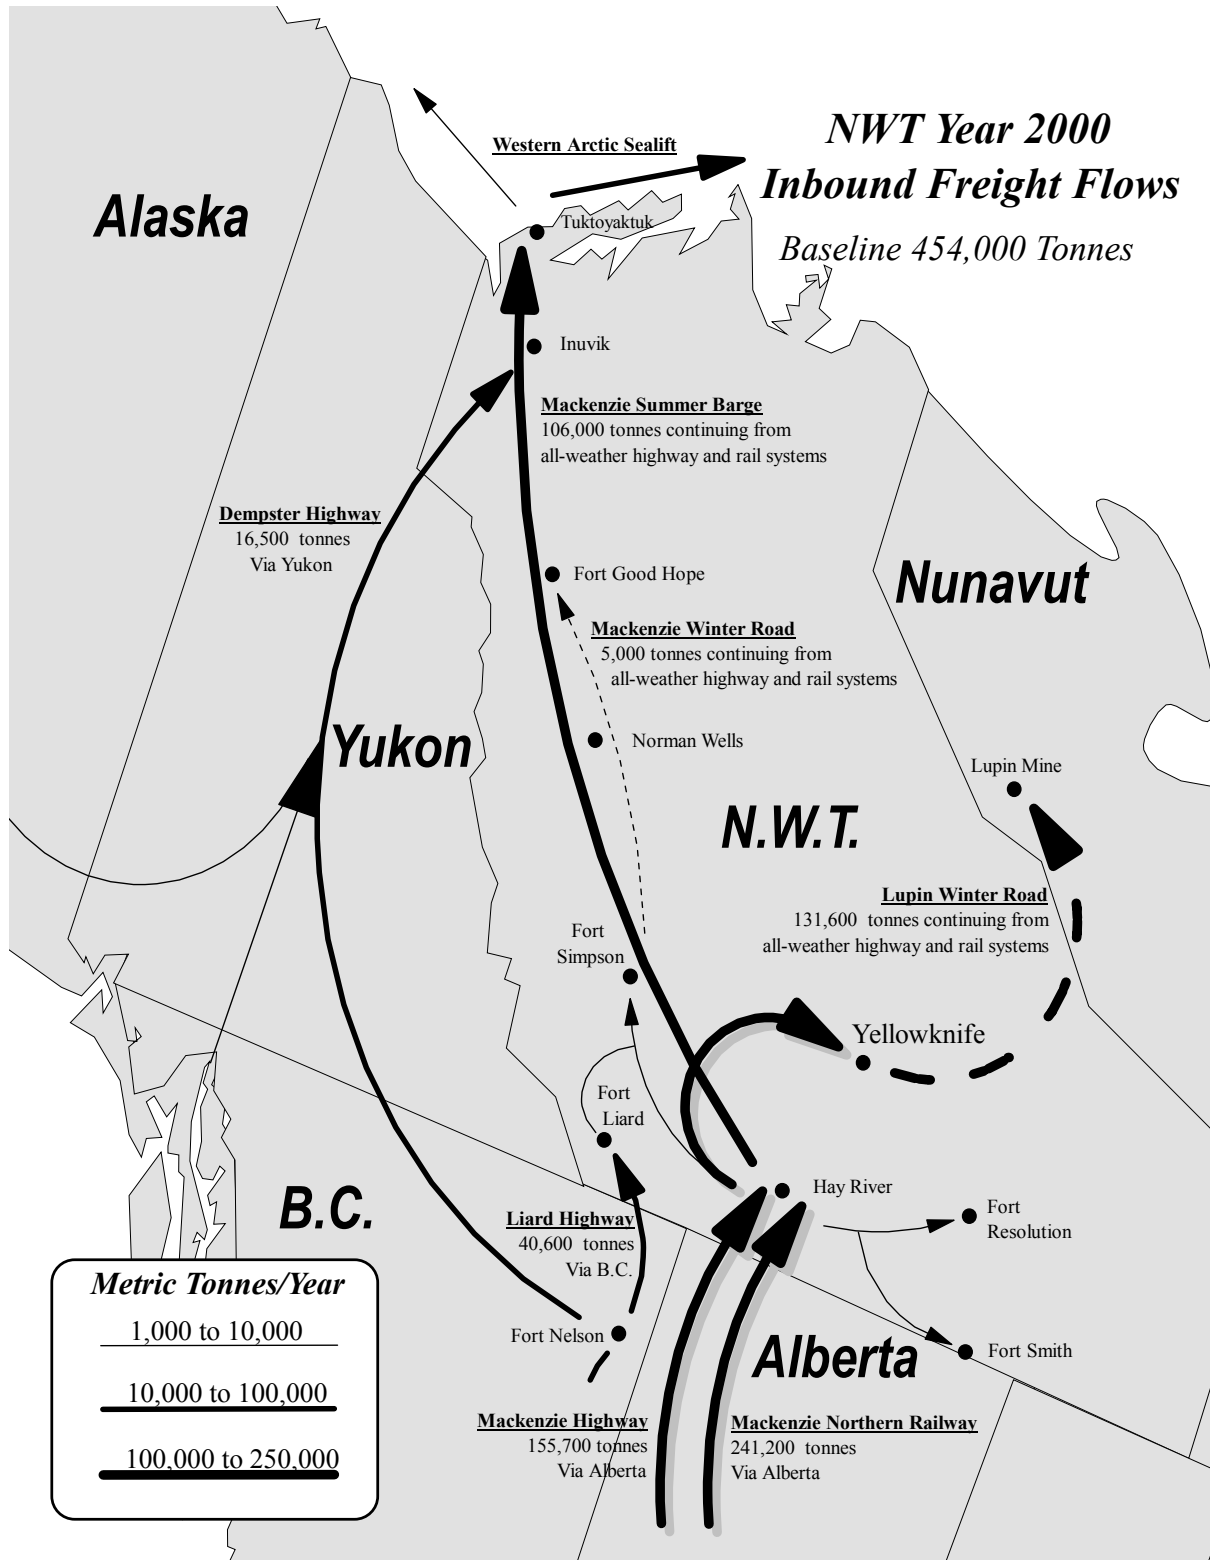 NWT Year 2000
Inbound Freight Flows
Baseline 454,000 Tonnes
Western Arctic Sealift
Alaska
Tuktoyaktuk
Inuvik
Mackenzie Summer Barge
106,000 tonnes continuing from
all-weather highway and rail systems
Dempster Highway
16,500 tonnes
Via Yukon
Nunavut
Fort Good Hope
Mackenzie Winter Road
5,000 tonnes continuing from
all-weather highway and rail systems
Yukon
Norman Wells
Lupin Mine
N.W.T.
Lupin Winter Road
131,600 tonnes continuing from
all-weather highway and rail systems
Fort
Simpson
Yellowknife
Fort
Liard
Hay River
B.C.
Liard Highway
40,600 tonnes
Via B.C.
Fort
Resolution
Fort Nelson
Alberta
Fort Smith
Mackenzie Highway
155,700 tonnes
Via Alberta
Mackenzie Northern Railway
241,200 tonnes
Via Alberta
Metric Tonnes/Year
1,000 to 10,000
10,000 to 100,000
100,000 to 250,000